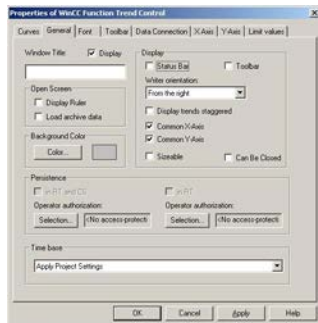 Properties of WinCC Function Trend Control
Curves General Font Toolbar Data Connection X Axis Y Axis Limit values
Window Title: Display
Open Screen
Display Ruler
Load archive data
Background Color
Color...
Display
Status Bar Toolbar
Writer orientation:
From the right
Display trends staggered
Common X-Axis
Common Y-Axis
Sizeable Can Be Closed
Persistence
in RT and CS in RT
Operator authorization: Operator authorization:
Selection... <No access-protecti Selection... <No access-protecti
Time base
Apply Project Settings
OK Cancel Apply Help